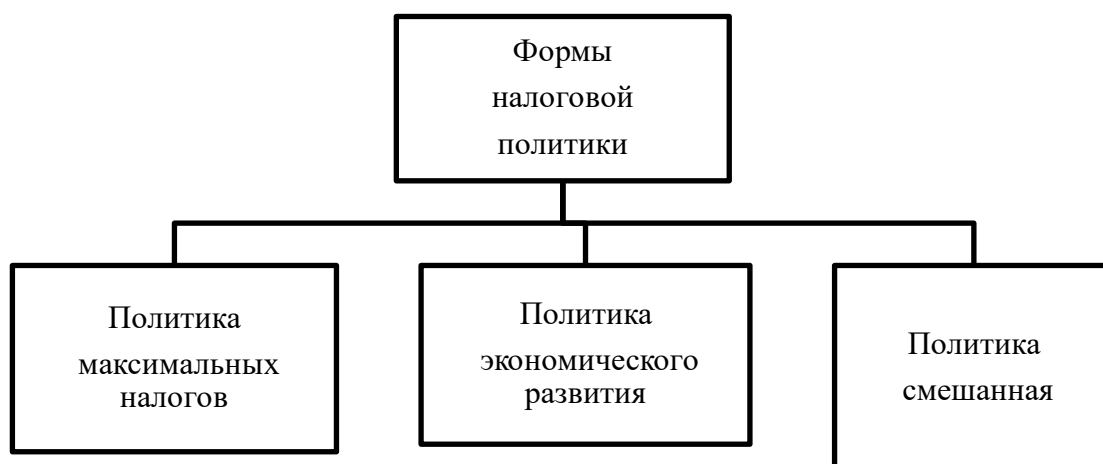 Формы
налоговой
политики
Политика
максимальных
налогов
Политика
экономического
развития
Политика
смешанная